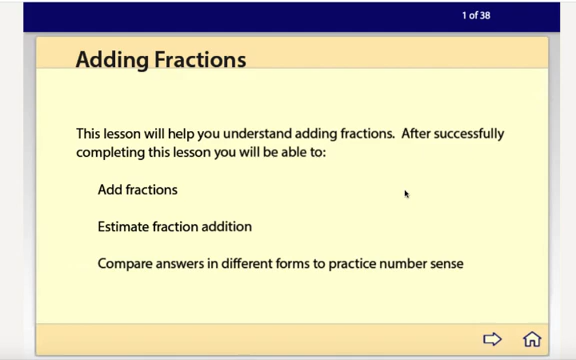 1 of 38
Adding Fractions
This lesson will help you understand adding fractions. After successfully
completing this lesson you will be able to:
Add fractions
Estimate fraction addition
Compare answers in different forms to practice number sense